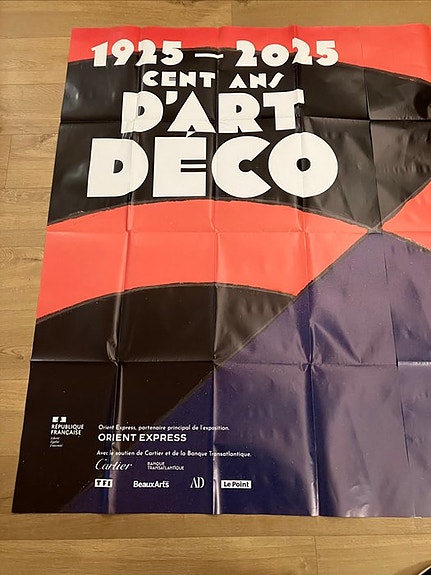 1925 – 2025
CENT ANS
D'ART
DÉCO
RÉPUBLIQUE
FRANÇAISE
Liberté
Égalité
Fraternité
Orient Express, partenaire principal de l'exposition.
ORIENT EXPRESS
Avec le soutien de Cartier et de la Banque Transatlantique.
Cartier
BANQUE
TRANSATLANTIQUE
TF1
BeauxArts
AD
Le Point